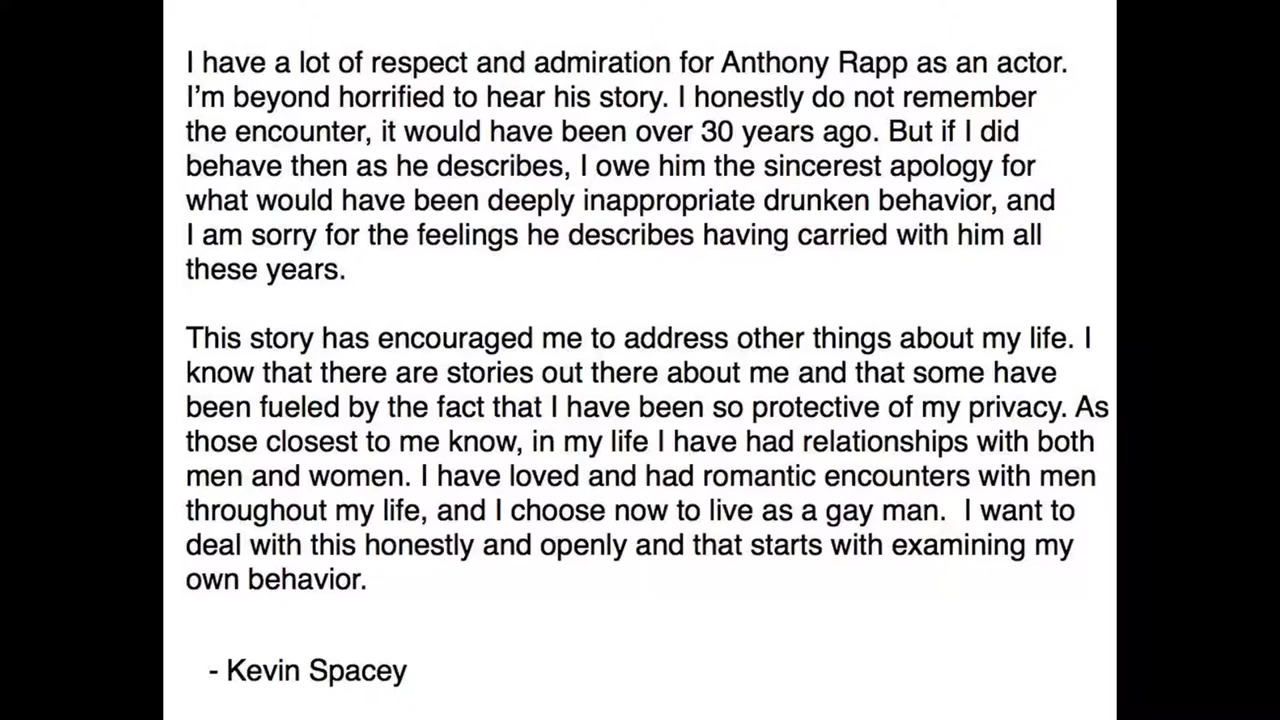 I have a lot of respect and admiration for Anthony Rapp as an actor.
I'm beyond horrified to hear his story. I honestly do not remember
the encounter, it would have been over 30 years ago. But if I did
behave then as he describes, I owe him the sincerest apology for
what would have been deeply inappropriate drunken behavior, and
I am sorry for the feelings he describes having carried with him all
these years.
This story has encouraged me to address other things about my life. I
know that there are stories out there about me and that some have
been fueled by the fact that I have been so protective of my privacy. As
those closest to me know, in my life I have had relationships with both
men and women. I have loved and had romantic encounters with men
throughout my life, and I choose now to live as a gay man.  I want to
deal with this honestly and openly and that starts with examining my
own behavior.
- Kevin Spacey